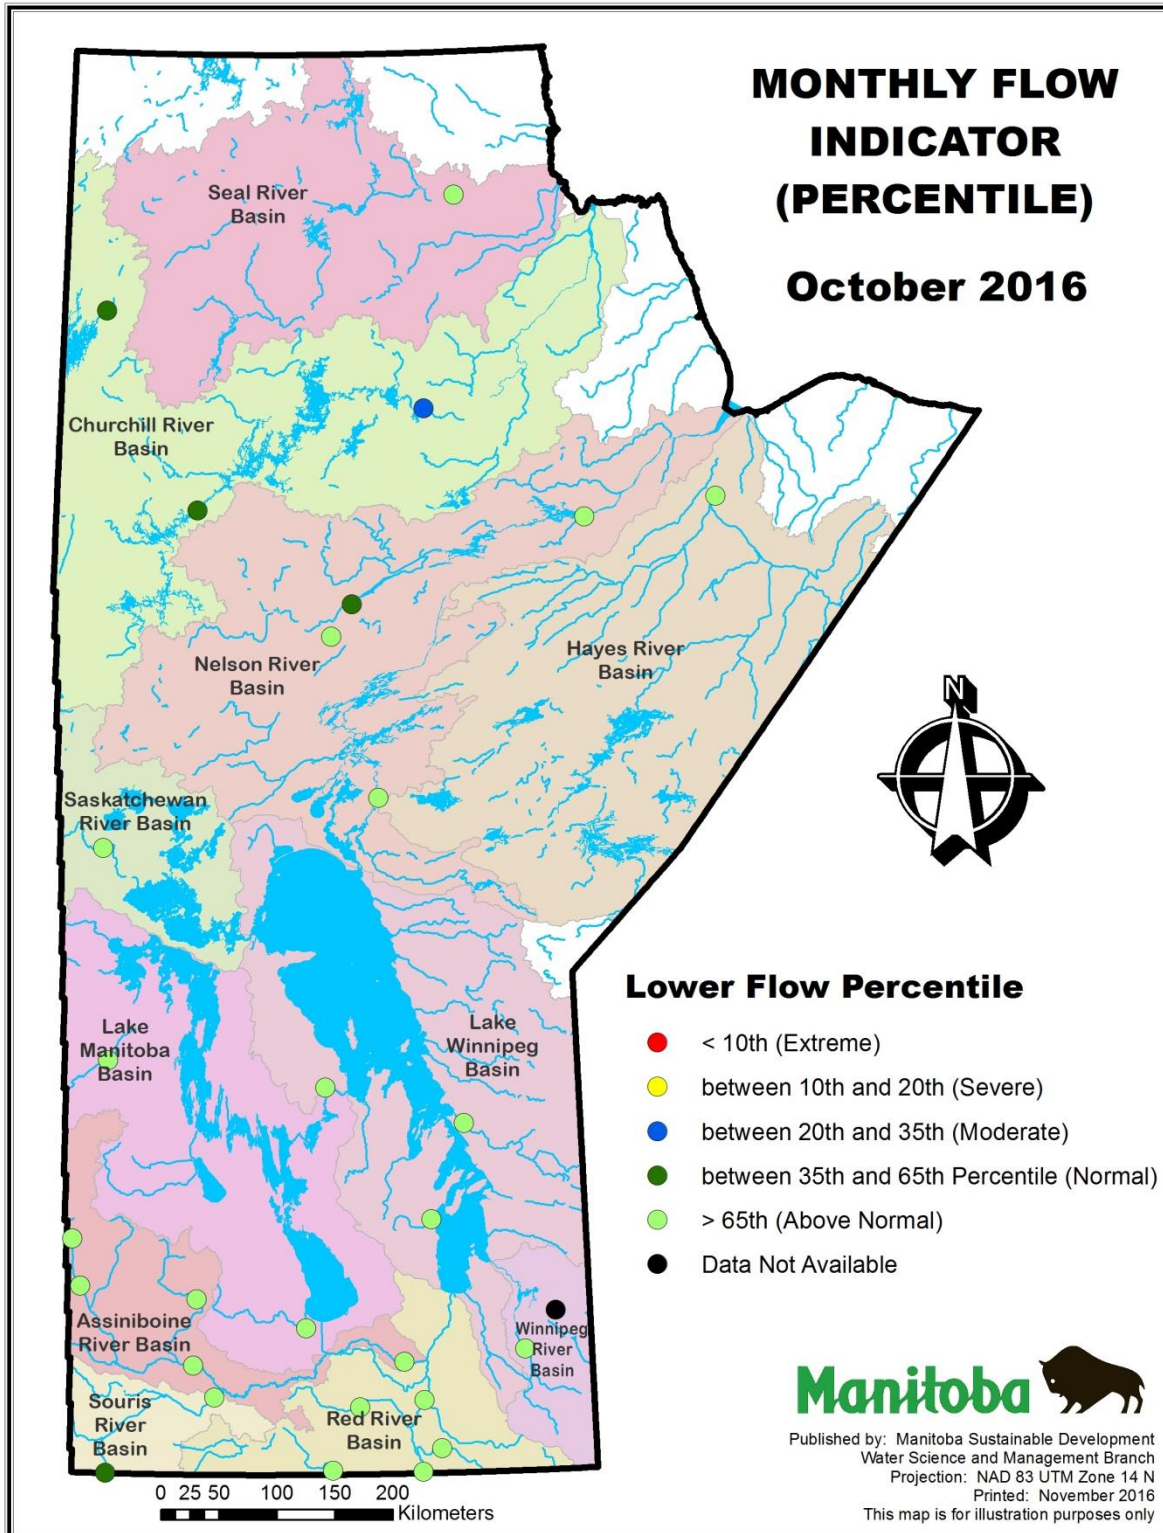 MONTHLY FLOW
INDICATOR
(PERCENTILE)
October 2016
Seal River
Basin
Churchill River
Basin
Nelson River
Basin
Hayes River
Basin
N
Saskatchewan
River Basin
Lake
Manitoba
Basin
Lake
Winnipeg
Basin
Assiniboine
River Basin
Winnipeg
River
Basin
Souris
River
Basin
Red River
Basin
Lower Flow Percentile
< 10th (Extreme)
between 10th and 20th (Severe)
between 20th and 35th (Moderate)
between 35th and 65th Percentile (Normal)
> 65th (Above Normal)
Data Not Available
Manitoba
Published by: Manitoba Sustainable Development
Water Science and Management Branch
Projection: NAD 83 UTM Zone 14 N
Printed: November 2016
This map is for illustration purposes only
0 25 50 100 150 200
Kilometers